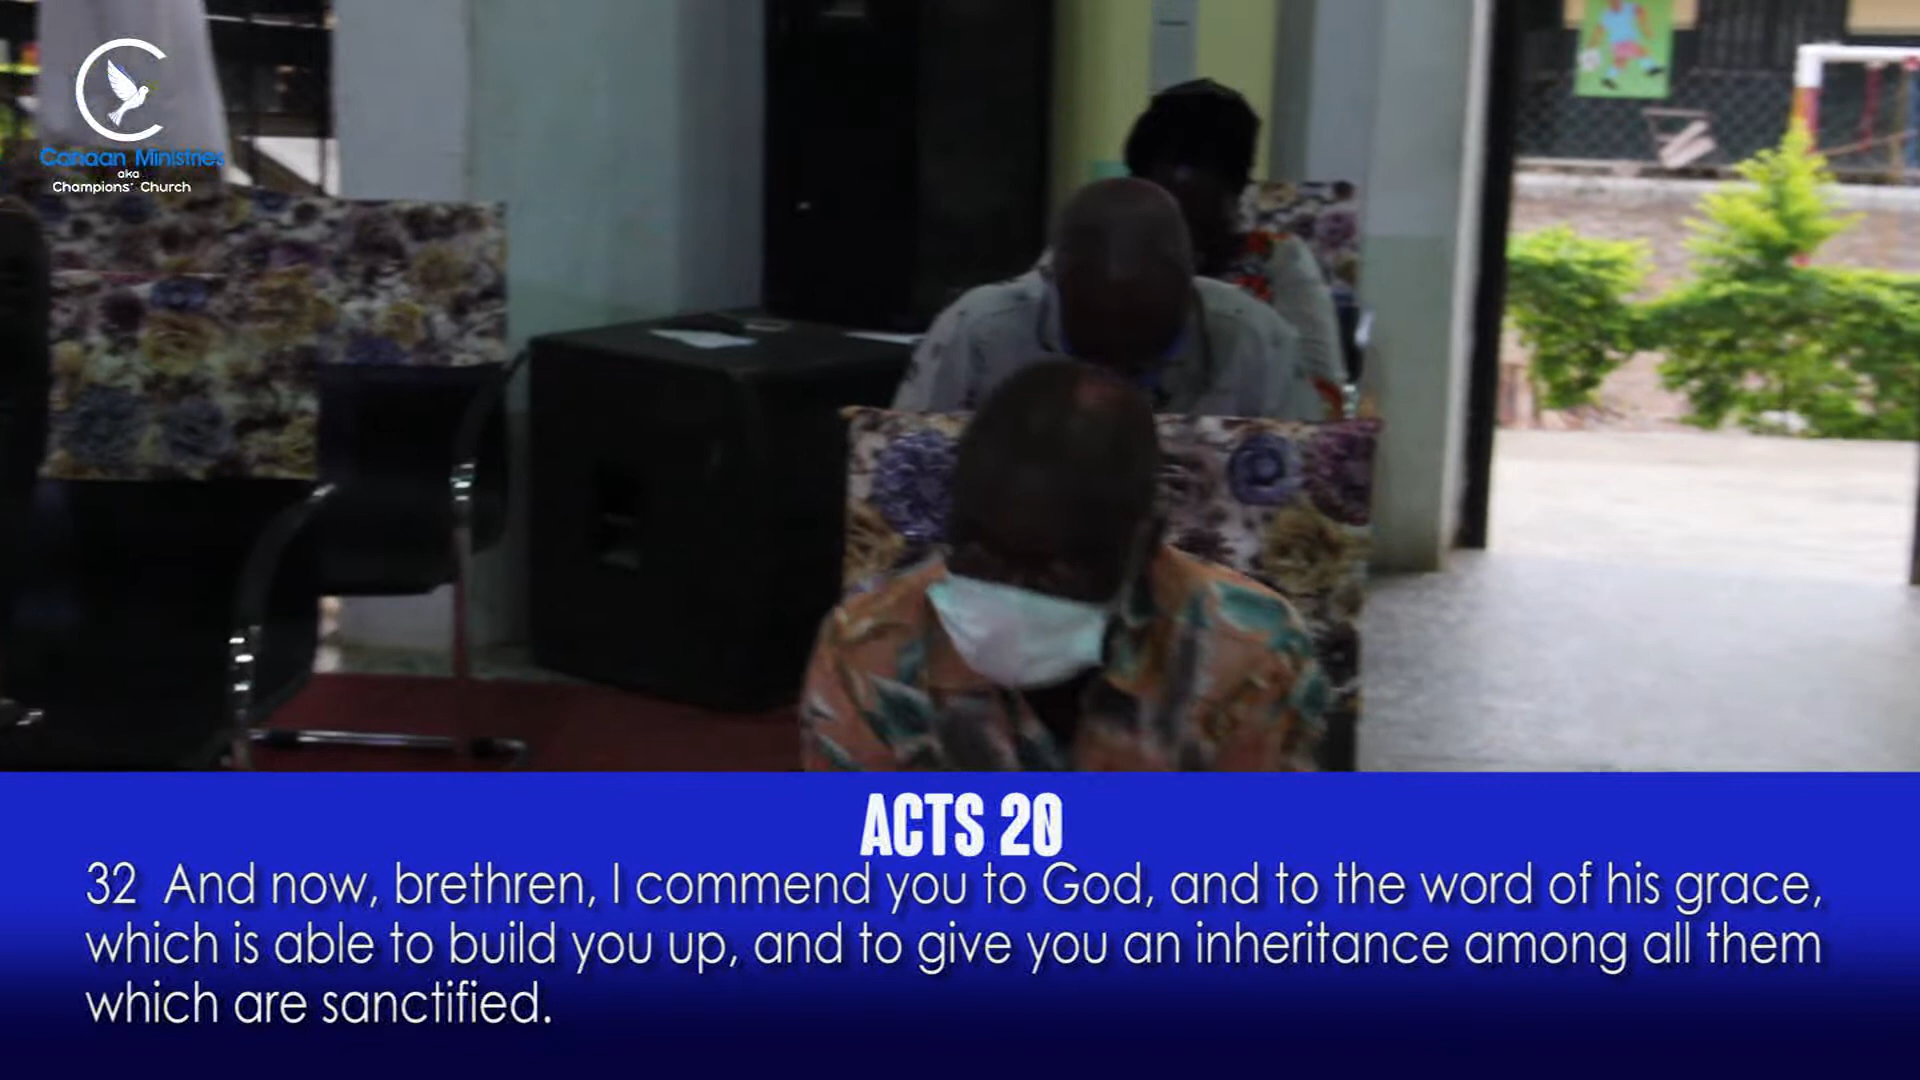 Canaan Ministries
aka
Champions' Church
ACTS 20
32 And now, brethren, I commend you to God, and to the word of his grace,
which is able to build you up, and to give you an inheritance among all them
which are sanctified.